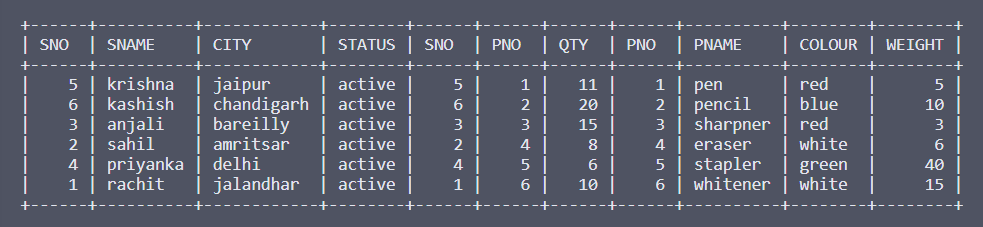 +------+----------+------------+--------+------+------+------+------+----------+--------+--------+
| SNO  | SNAME    | CITY       | STATUS | SNO  | PNO  | QTY  | PNO  | PNAME    | COLOUR | WEIGHT |
+------+----------+------------+--------+------+------+------+------+----------+--------+--------+
|    5 | krishna  | jaipur     | active |    5 |    1 |   11 |    1 | pen      | red    |      5 |
|    6 | kashish  | chandigarh | active |    6 |    2 |   20 |    2 | pencil   | blue   |     10 |
|    3 | anjali   | bareilly   | active |    3 |    3 |   15 |    3 | sharpner | red    |      3 |
|    2 | sahil    | amritsar   | active |    2 |    4 |    8 |    4 | eraser   | white  |      6 |
|    4 | priyanka | delhi      | active |    4 |    5 |    6 |    5 | stapler  | green  |     40 |
|    1 | rachit   | jalandhar  | active |    1 |    6 |   10 |    6 | whitener | white  |     15 |
+------+----------+------------+--------+------+------+------+------+----------+--------+--------+